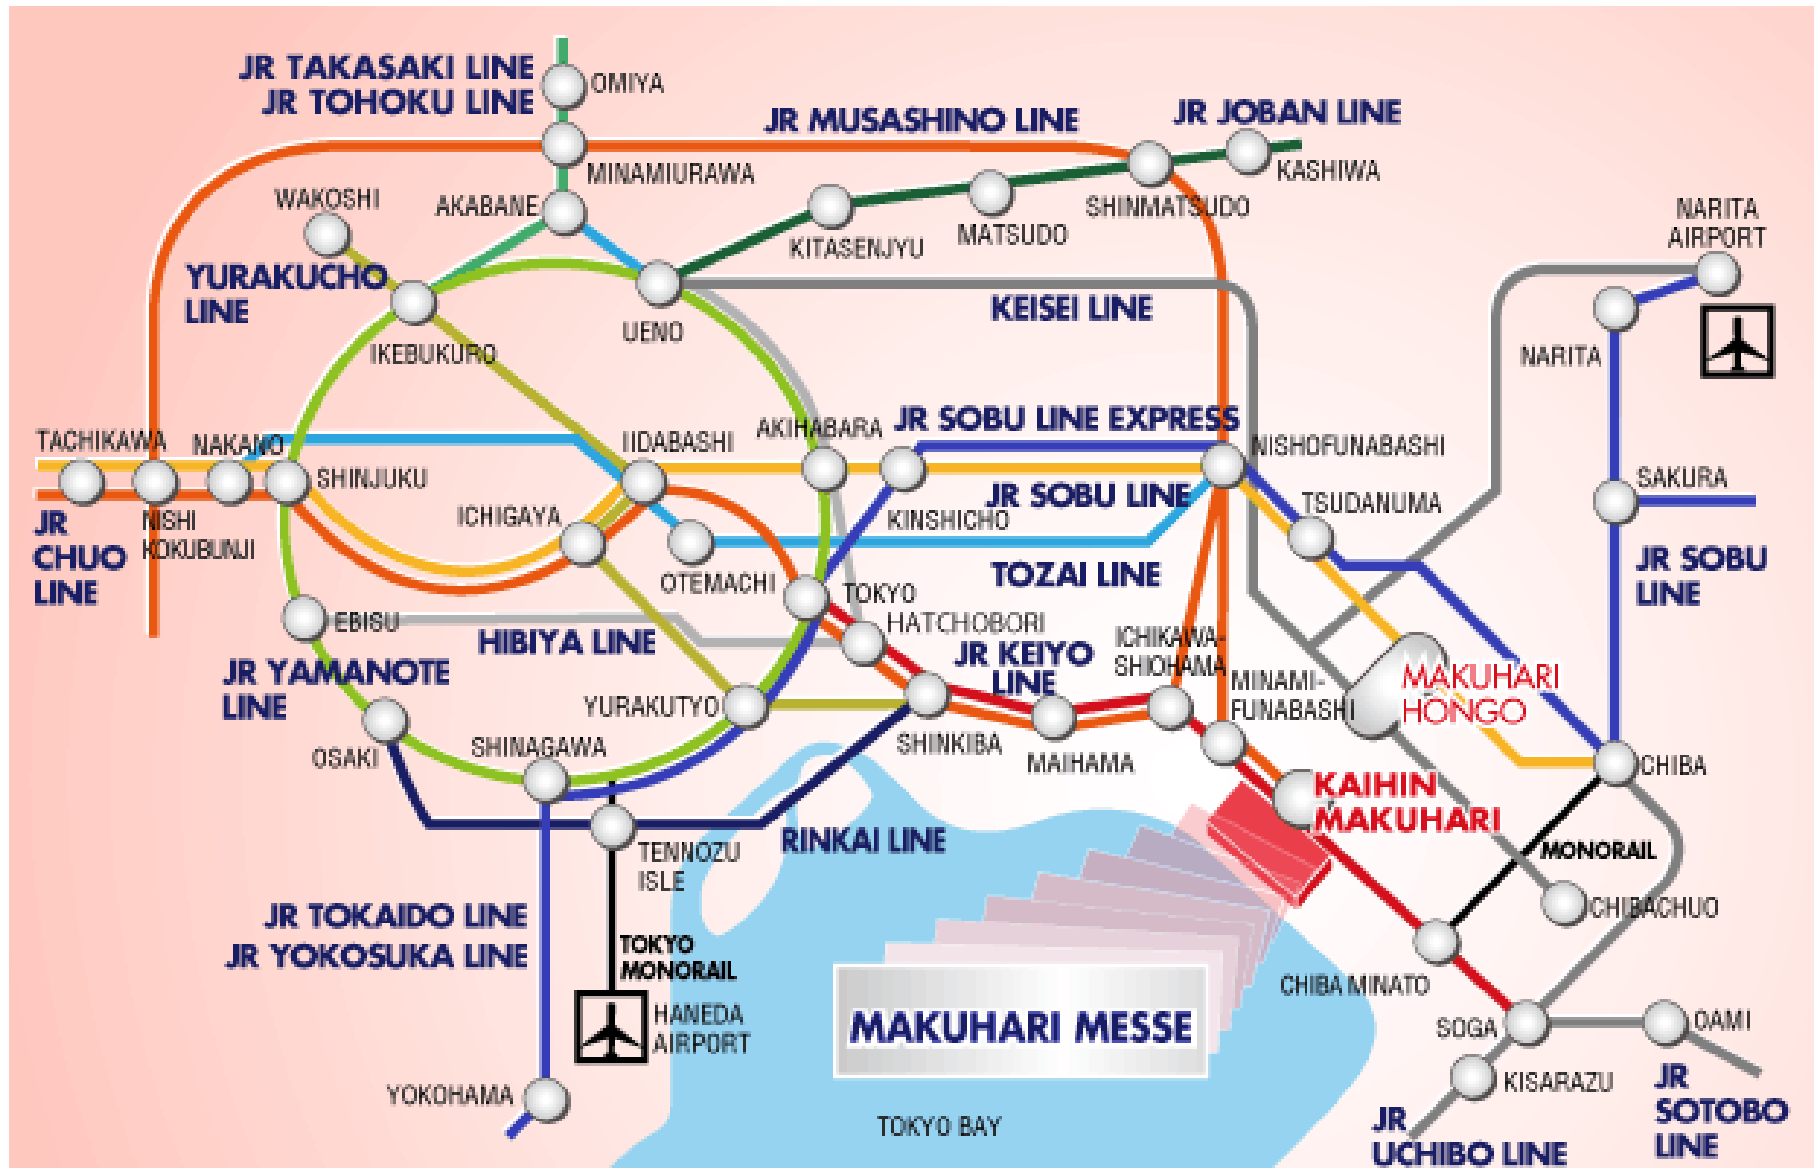 JR TAKASAKI LINE
JR TOHOKU LINE
OMIYA
JR MUSASHINO LINE
JR JOBAN LINE
MINAMIURAWA
KASHIWA
WAKOSHI
AKABANE
KITASENJYU
MATSUDO
SHINMATSUDO
NARITA
AIRPORT
YURAKUCHO
LINE
UENO
KEISEI LINE
IKEBUKURO
NARITA
TACHIKAWA
NAKANO
IIDABASHI
AKIHABARA
JR SOBU LINE EXPRESS
NISHOFUNABASHI
SHINJUKU
SAKURA
JR SOBU LINE
TSUDANUMA
JR
CHUO
LINE
NISHI
KOKUBUNJI
ICHIGAYA
KINSHICHO
OTEMACHI
TOZAI LINE
JR SOBU
LINE
EBISU
TOKYO
HATCHOBORI
HIBIYA LINE
JR KEIYO
LINE
ICHIKAWA-
SHIOHAMA
JR YAMANOTE
LINE
YURAKUTYO
MINAMI-
FUNABASHI
MAKUHARI
HONGO
OSAKI
SHINAGAWA
SHINKIBA
MAIHAMA
CHIBA
KAIHIN
MAKUHARI
TENNOZU
ISLE
RINKAI LINE
MONORAIL
CHIBACHUO
JR TOKAIDO LINE
JR YOKOSUKA LINE
TOKYO
MONORAIL
CHIBA MINATO
HANEDA
AIRPORT
MAKUHARI MESSE
SOGA
OAMI
YOKOHAMA
KISARAZU
TOKYO BAY
JR
UCHIBO LINE
JR
SOTOBO
LINE